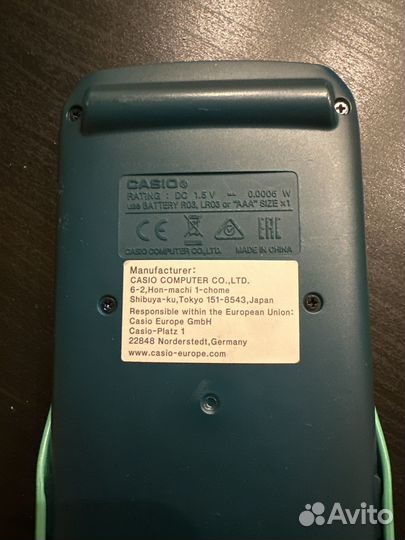 CASIO
RATING : DC 1.5 V ⎓ 0.0006 W
use BATTERY R03, LR03 or "AAA" SIZE ×1
CE EAC
CASIO COMPUTER CO.,LTD. MADE IN CHINA
Manufacturer:
CASIO COMPUTER CO.,LTD.
6-2,Hon-machi 1-chome
Shibuya-ku,Tokyo 151-8543,Japan
Responsible within the European Union:
Casio Europe GmbH
Casio-Platz 1
22848 Norderstedt,Germany
www.casio-europe.com
Avito